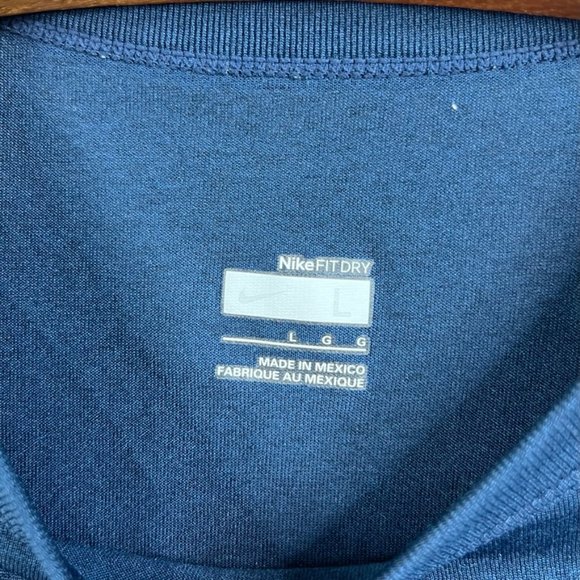 NikeFITDRY
L
L G G
MADE IN MEXICO
FABRIQUE AU MEXIQUE